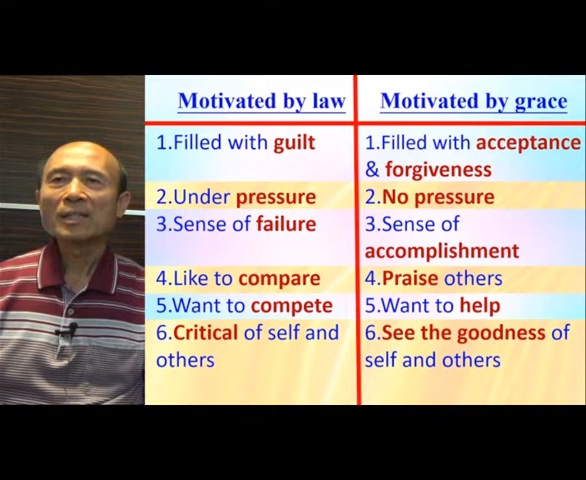 Motivated by law
1.Filled with guilt
2.Under pressure
3.Sense of failure
4.Like to compare
5.Want to compete
6.Critical of self and
others
Motivated by grace
1.Filled with acceptance
& forgiveness
2.No pressure
3.Sense of
accomplishment
4.Praise others
5.Want to help
6.See the goodness of
self and others